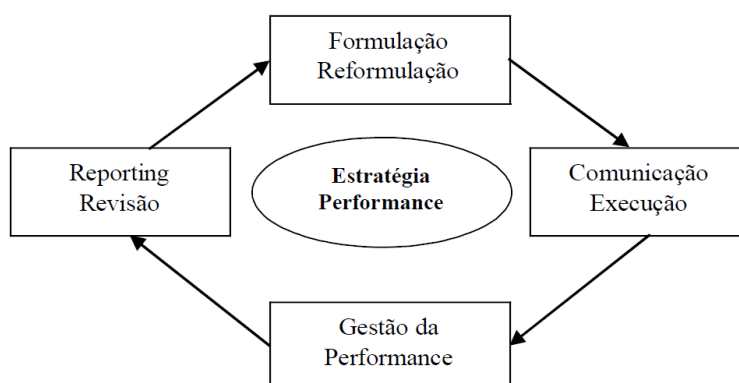 Formulação
Reformulação
Reporting
Revisão
Estratégia
Performance
Comunicação
Execução
Gestão da
Performance